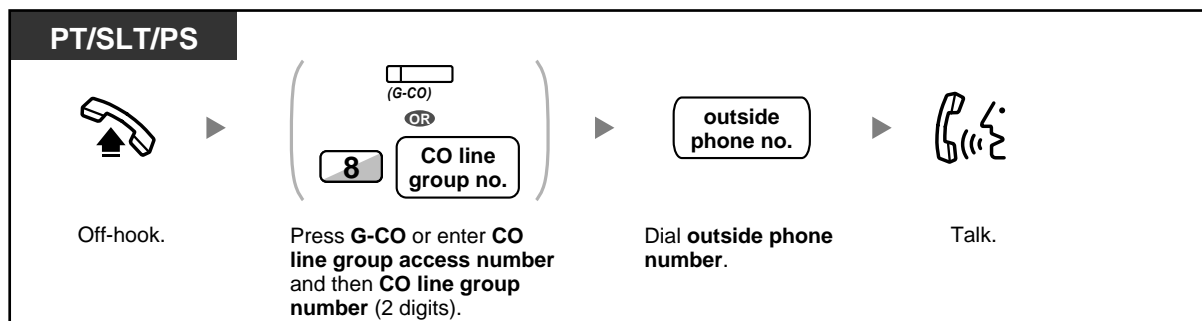 PT/SLT/PS
(G-CO)
OR
8
CO line
group no.
outside
phone no.
Off-hook.
Press G-CO or enter CO
line group access number
and then CO line group
number (2 digits).
Dial outside phone
number.
Talk.